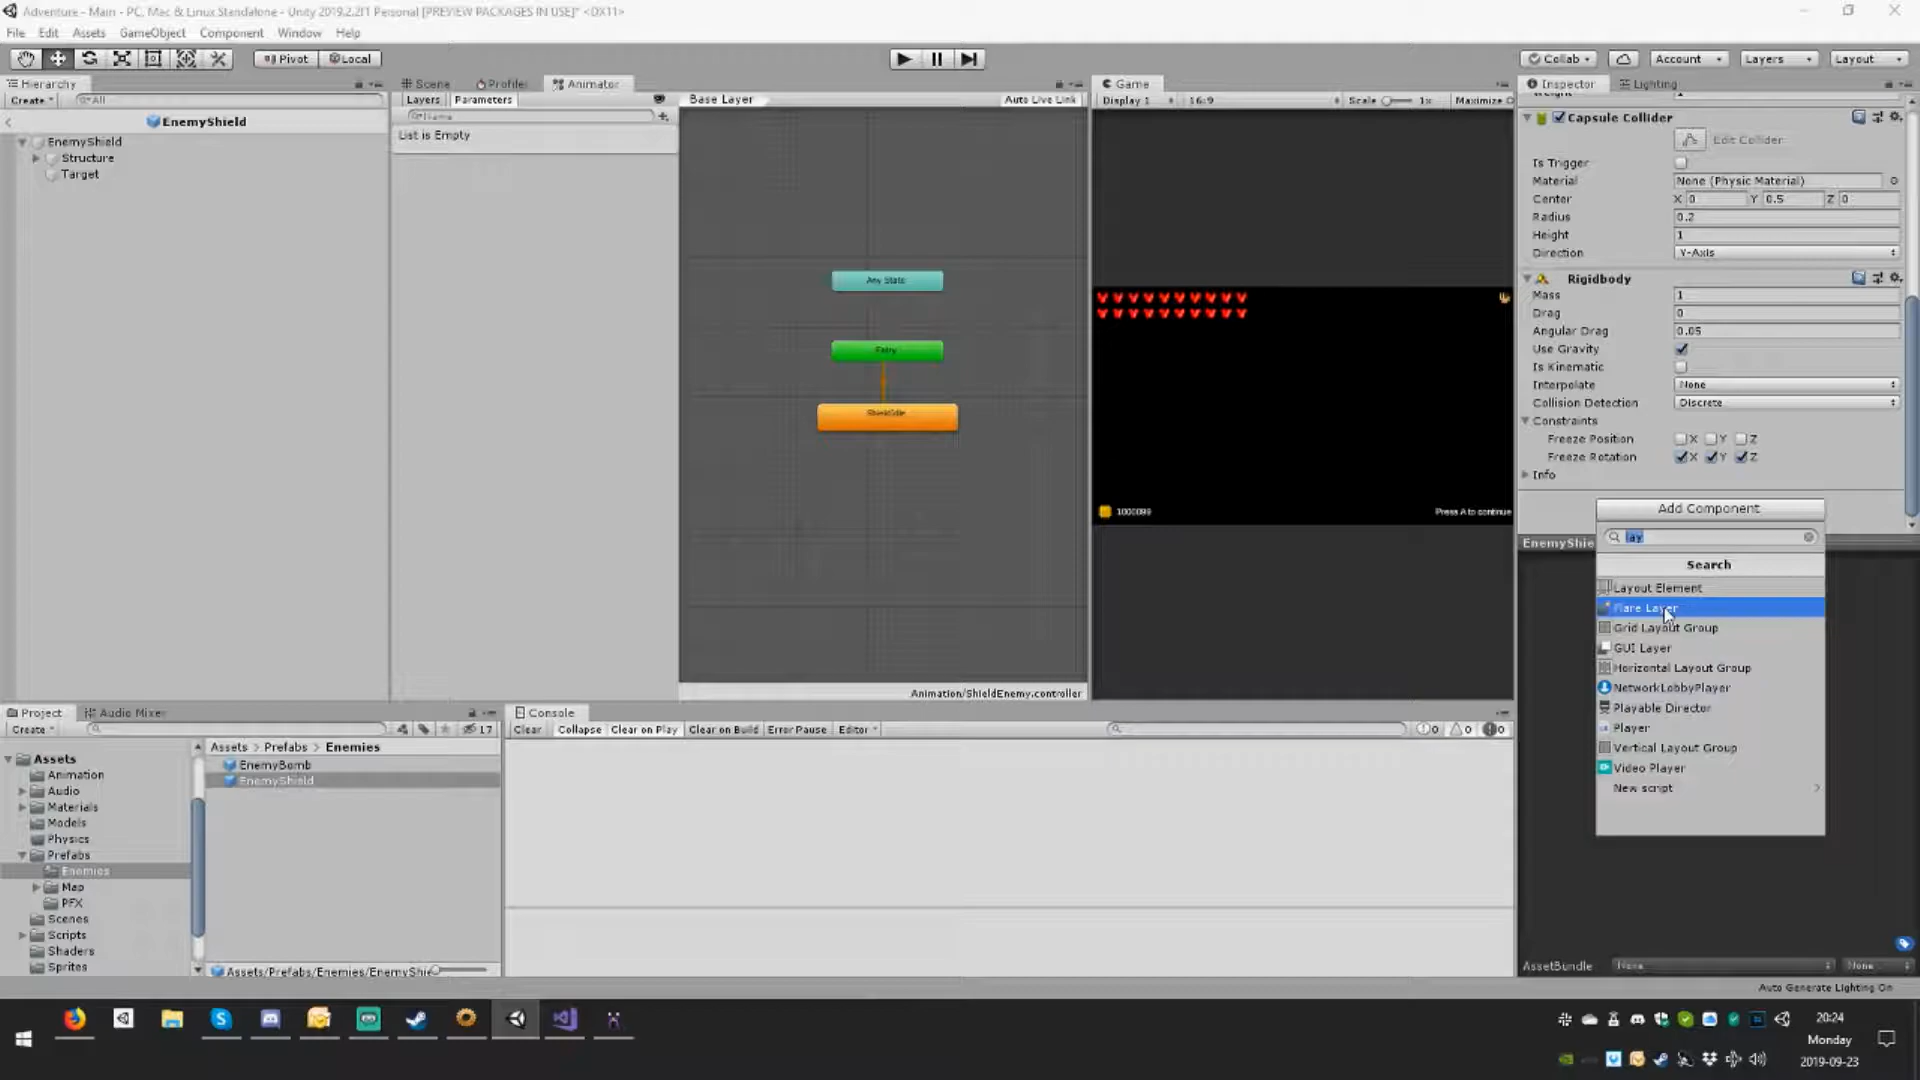 Adventure - Main - PC, Mac & Linux Standalone - Unity 2019.2.2f1 Personal [PREVIEW PACKAGES IN USE]* <DX11>
File Edit Assets GameObject Component Window Help
Pivot Local Collab Account Layers Layout
Hierarchy
Create All
EnemyShield
EnemyShield
Structure
Target
Scene Profiler Animator
Layers Parameters Base Layer Auto Live Link
Name
List is Empty
Any State
Entry
ShieldIdle
Animation/ShieldEnemy.controller
Game
Display 1 16:9 Scale 1x Maximize O
1000099 Press A to continue
Inspector Lighting
Capsule Collider
Edit Collider
Is Trigger
Material None (Physic Material)
Center X 0 Y 0.5 Z 0
Radius 0.2
Height 1
Direction Y-Axis
Rigidbody
Mass 1
Drag 0
Angular Drag 0.05
Use Gravity
Is Kinematic
Interpolate None
Collision Detection Discrete
Constraints
Freeze Position X Y Z
Freeze Rotation X Y Z
Info
Add Component
lay
EnemyShie
Search
Layout Element
Flare Layer
Grid Layout Group
GUI Layer
Horizontal Layout Group
NetworkLobbyPlayer
Playable Director
Player
Vertical Layout Group
Video Player
New script
AssetBundle None None
Auto Generate Lighting On
Project Audio Mixer
Create 17
Assets
Animation
Audio
Materials
Models
Physics
Prefabs
Enemies
Map
PFX
Scenes
Scripts
Shaders
Sprites
Assets > Prefabs > Enemies
EnemyBomb
EnemyShield
Assets/Prefabs/Enemies/EnemyShie
Console
Clear Collapse Clear on Play Clear on Build Error Pause Editor 0 0 0
20:24
Monday
2019-09-23